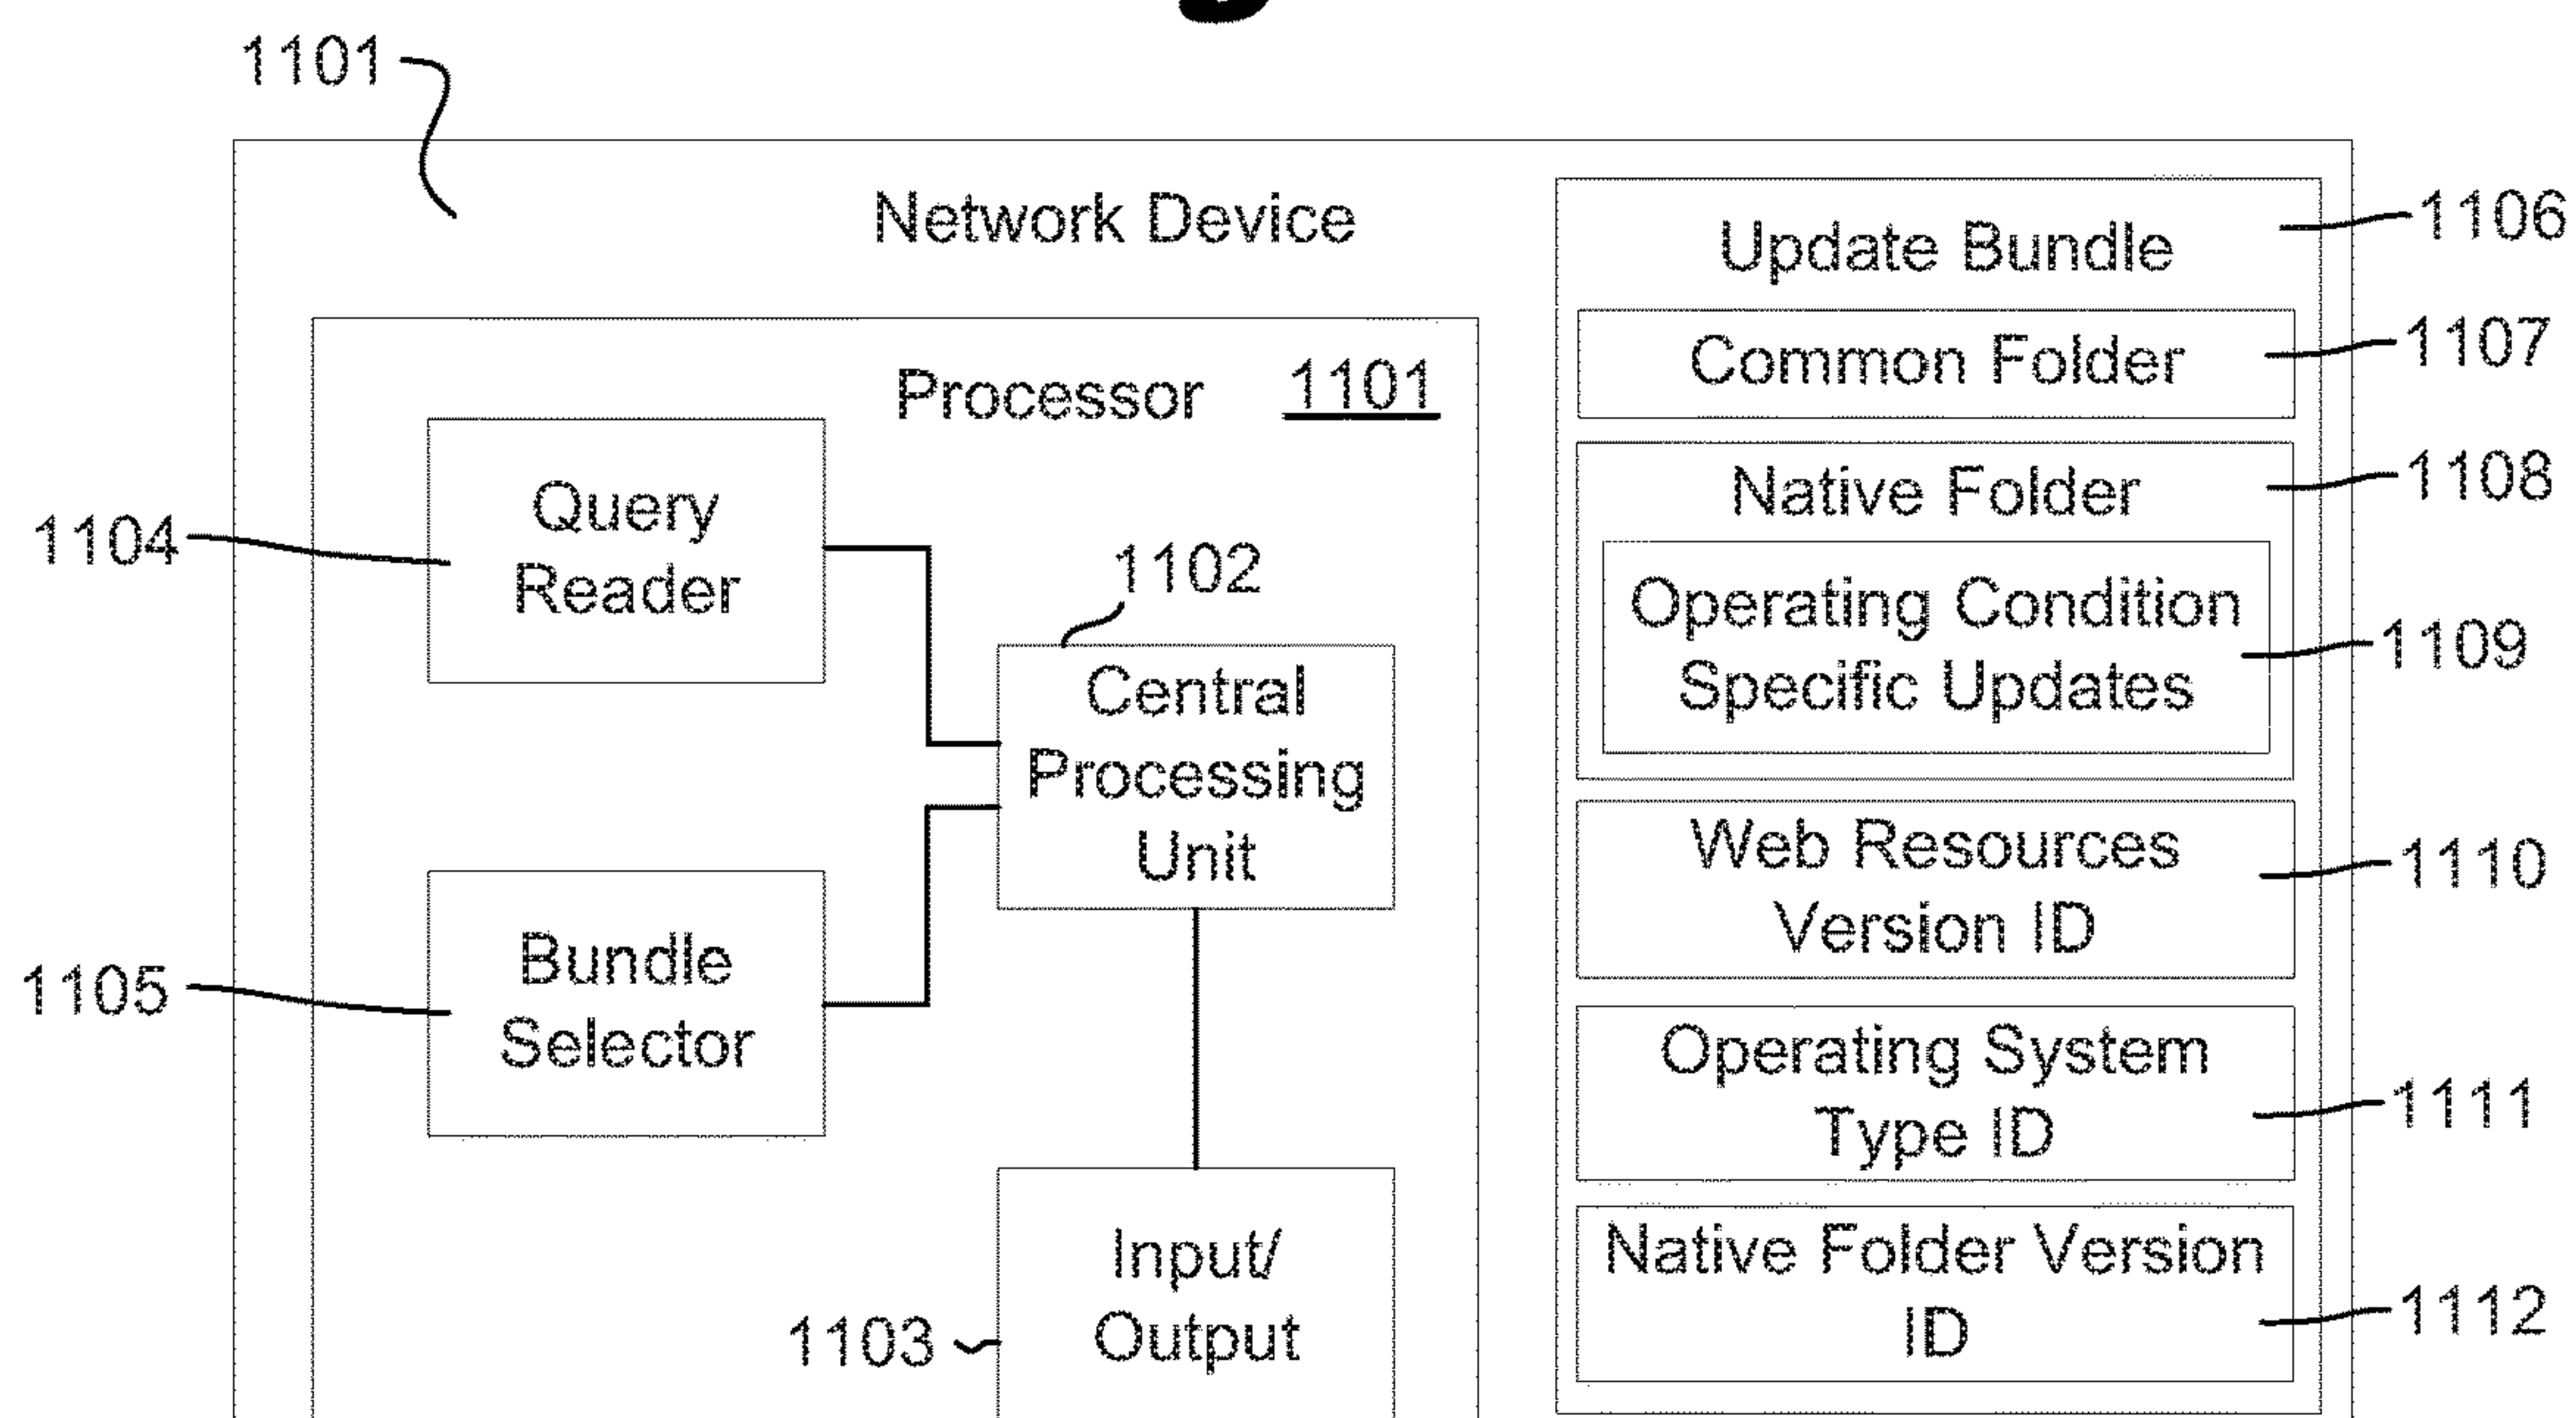 1101
Network Device
Processor 1101
1104
Query
Reader
1102
Central
Processing
Unit
1105
Bundle
Selector
1103
Input/
Output
Update Bundle
1106
Common Folder
1107
Native Folder
1108
Operating Condition
Specific Updates
1109
Web Resources
Version ID
1110
Operating System
Type ID
1111
Native Folder Version
ID
1112